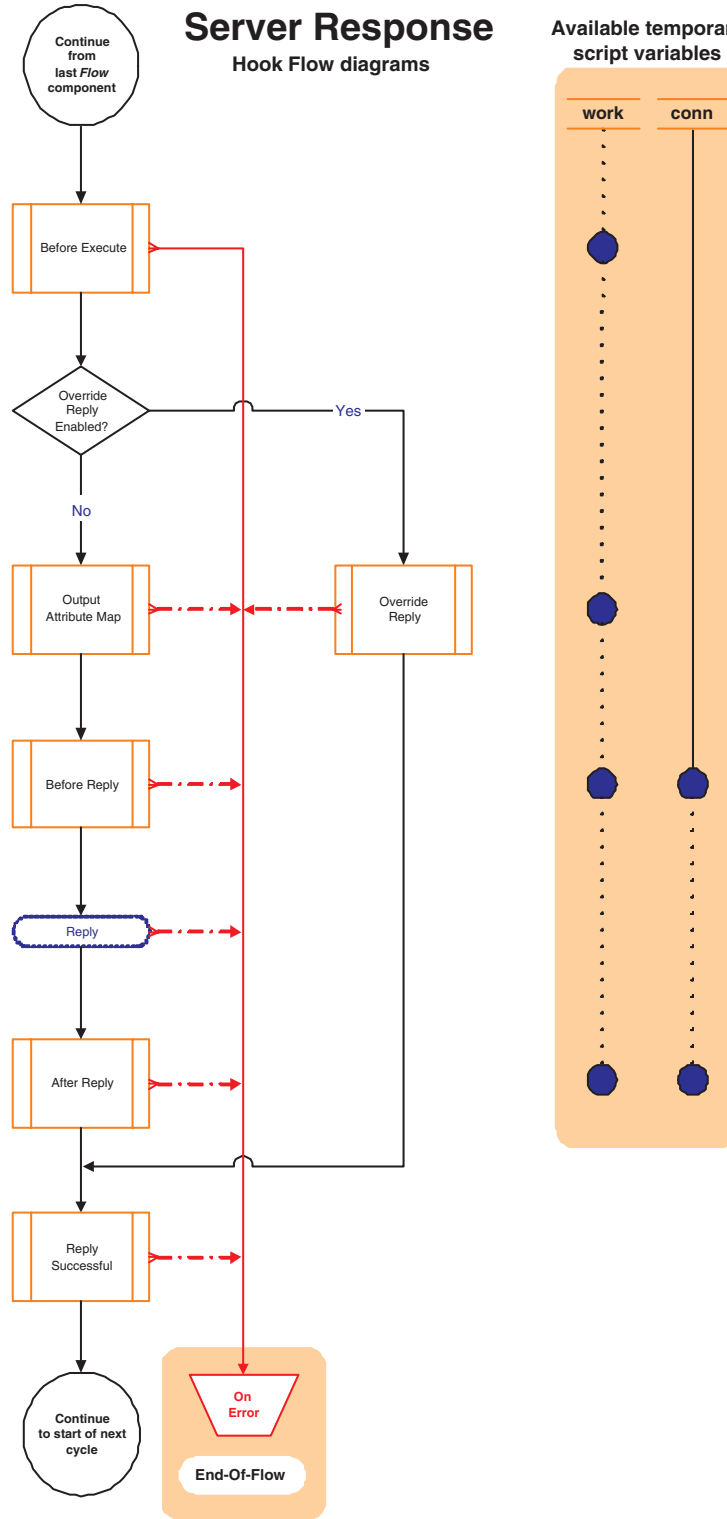 Server Response
Hook Flow diagrams
Available temporar
script variables
work
conn
Continue
from
last Flow
component
Before Execute
Override
Reply
Enabled?
Yes
No
Output
Attribute Map
Override
Reply
Before Reply
Reply
After Reply
Reply
Successful
Continue
to start of next
cycle
On
Error
End-Of-Flow